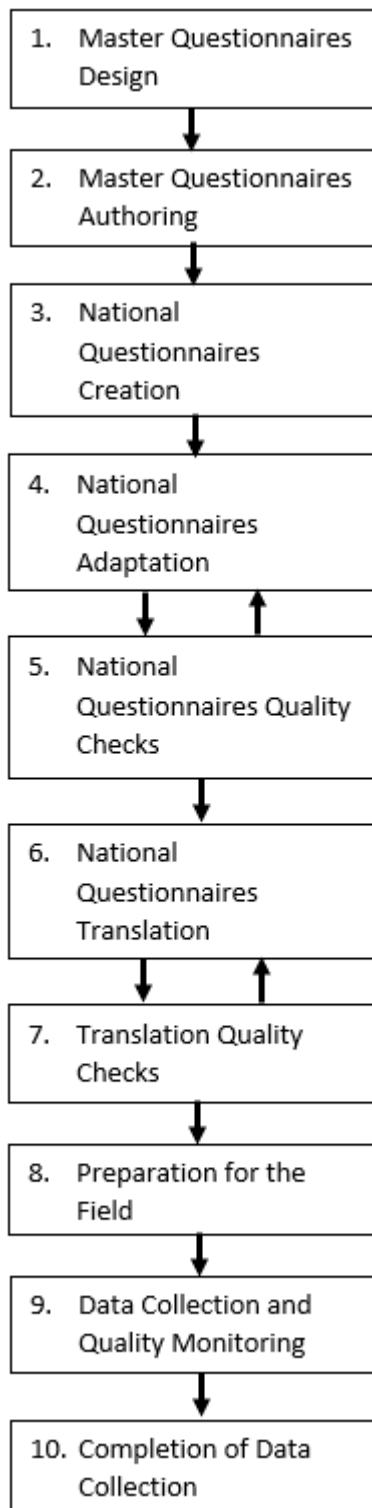 1. Master Questionnaires
Design
2. Master Questionnaires
Authoring
3. National
Questionnaires
Creation
4. National
Questionnaires
Adaptation
5. National
Questionnaires Quality
Checks
6. National
Questionnaires
Translation
7. Translation Quality
Checks
8. Preparation for the
Field
9. Data Collection and
Quality Monitoring
10. Completion of Data
Collection